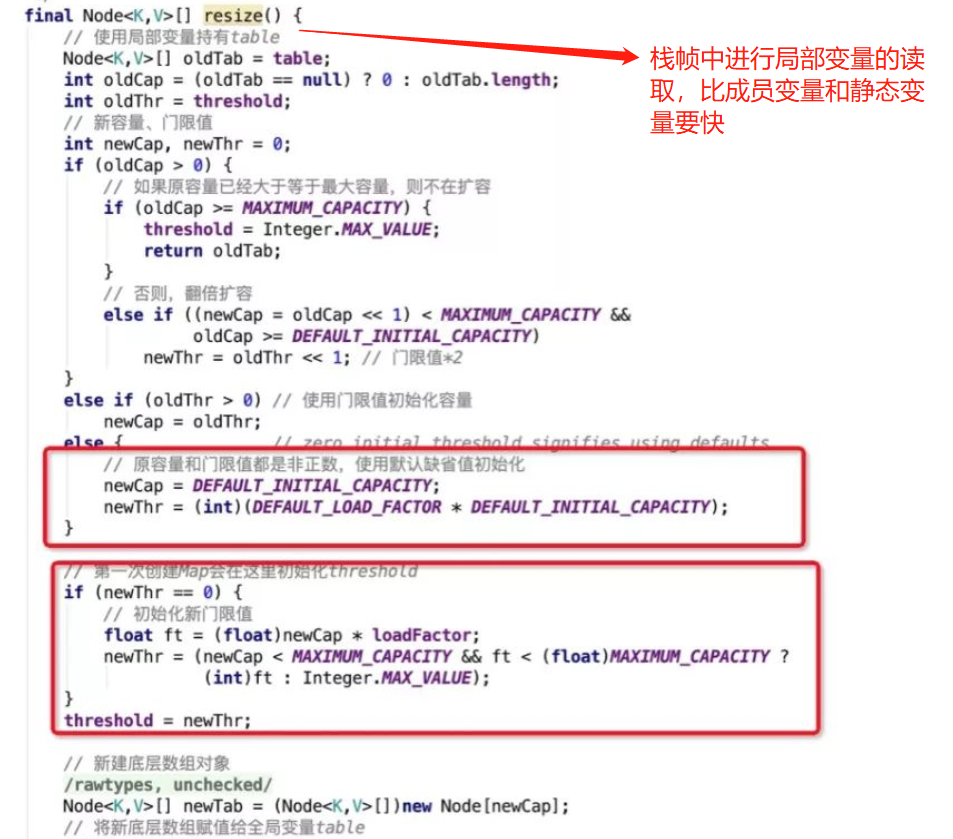 final Node<K,V>[] resize() {
// 使用局部变量持有table
Node<K,V>[] oldTab = table;
int oldCap = (oldTab == null) ? 0 : oldTab.length;
int oldThr = threshold;
// 新容量、门限值
int newCap, newThr = 0;
if (oldCap > 0) {
// 如果原容量已经大于等于最大容量，则不在扩容
if (oldCap >= MAXIMUM_CAPACITY) {
threshold = Integer.MAX_VALUE;
return oldTab;
}
// 否则，翻倍扩容
else if ((newCap = oldCap << 1) < MAXIMUM_CAPACITY &&
oldCap >= DEFAULT_INITIAL_CAPACITY)
newThr = oldThr << 1; // 门限值*2
}
else if (oldThr > 0) // 使用门限值初始化容量
newCap = oldThr;
else { // zero initial threshold signifies using defaults
// 原容量和门限值都是非正数，使用默认缺省值初始化
newCap = DEFAULT_INITIAL_CAPACITY;
newThr = (int)(DEFAULT_LOAD_FACTOR * DEFAULT_INITIAL_CAPACITY);
}
// 第一次创建Map会在这里初始化threshold
if (newThr == 0) {
// 初始化新门限值
float ft = (float)newCap * loadFactor;
newThr = (newCap < MAXIMUM_CAPACITY && ft < (float)MAXIMUM_CAPACITY ?
(int)ft : Integer.MAX_VALUE);
}
threshold = newThr;
// 新建底层数组对象
/rawtypes, unchecked/
Node<K,V>[] newTab = (Node<K,V>[])new Node[newCap];
// 将新底层数组赋值给全局变量table
栈帧中进行局部变量的读
取，比成员变量和静态变
量要快